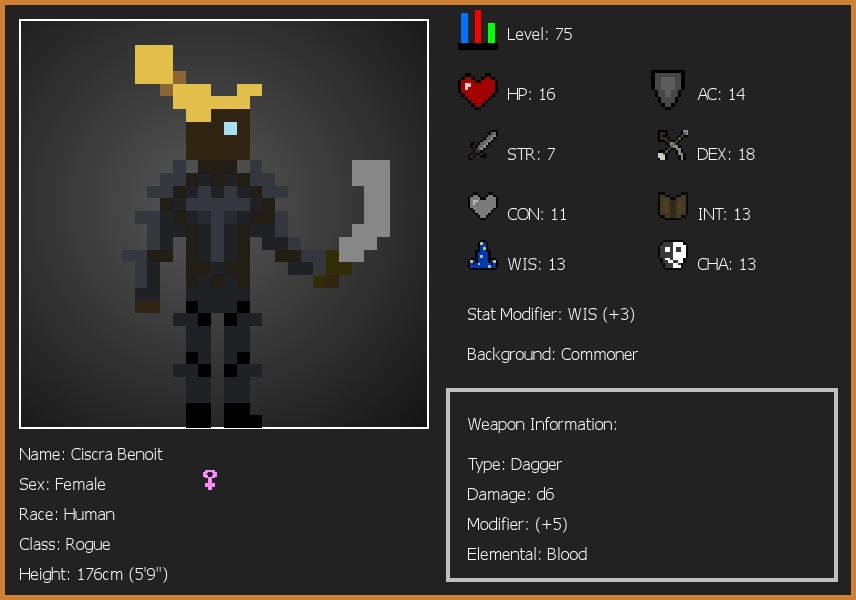 Level: 75
HP: 16
AC: 14
STR: 7
DEX: 18
CON: 11
INT: 13
WIS: 13
CHA: 13
Stat Modifier: WIS (+3)
Background: Commoner
Weapon Information:
Type: Dagger
Damage: d6
Modifier: (+5)
Elemental: Blood
Name: Ciscra Benoit
Sex: Female
Race: Human
Class: Rogue
Height: 176cm (5'9")